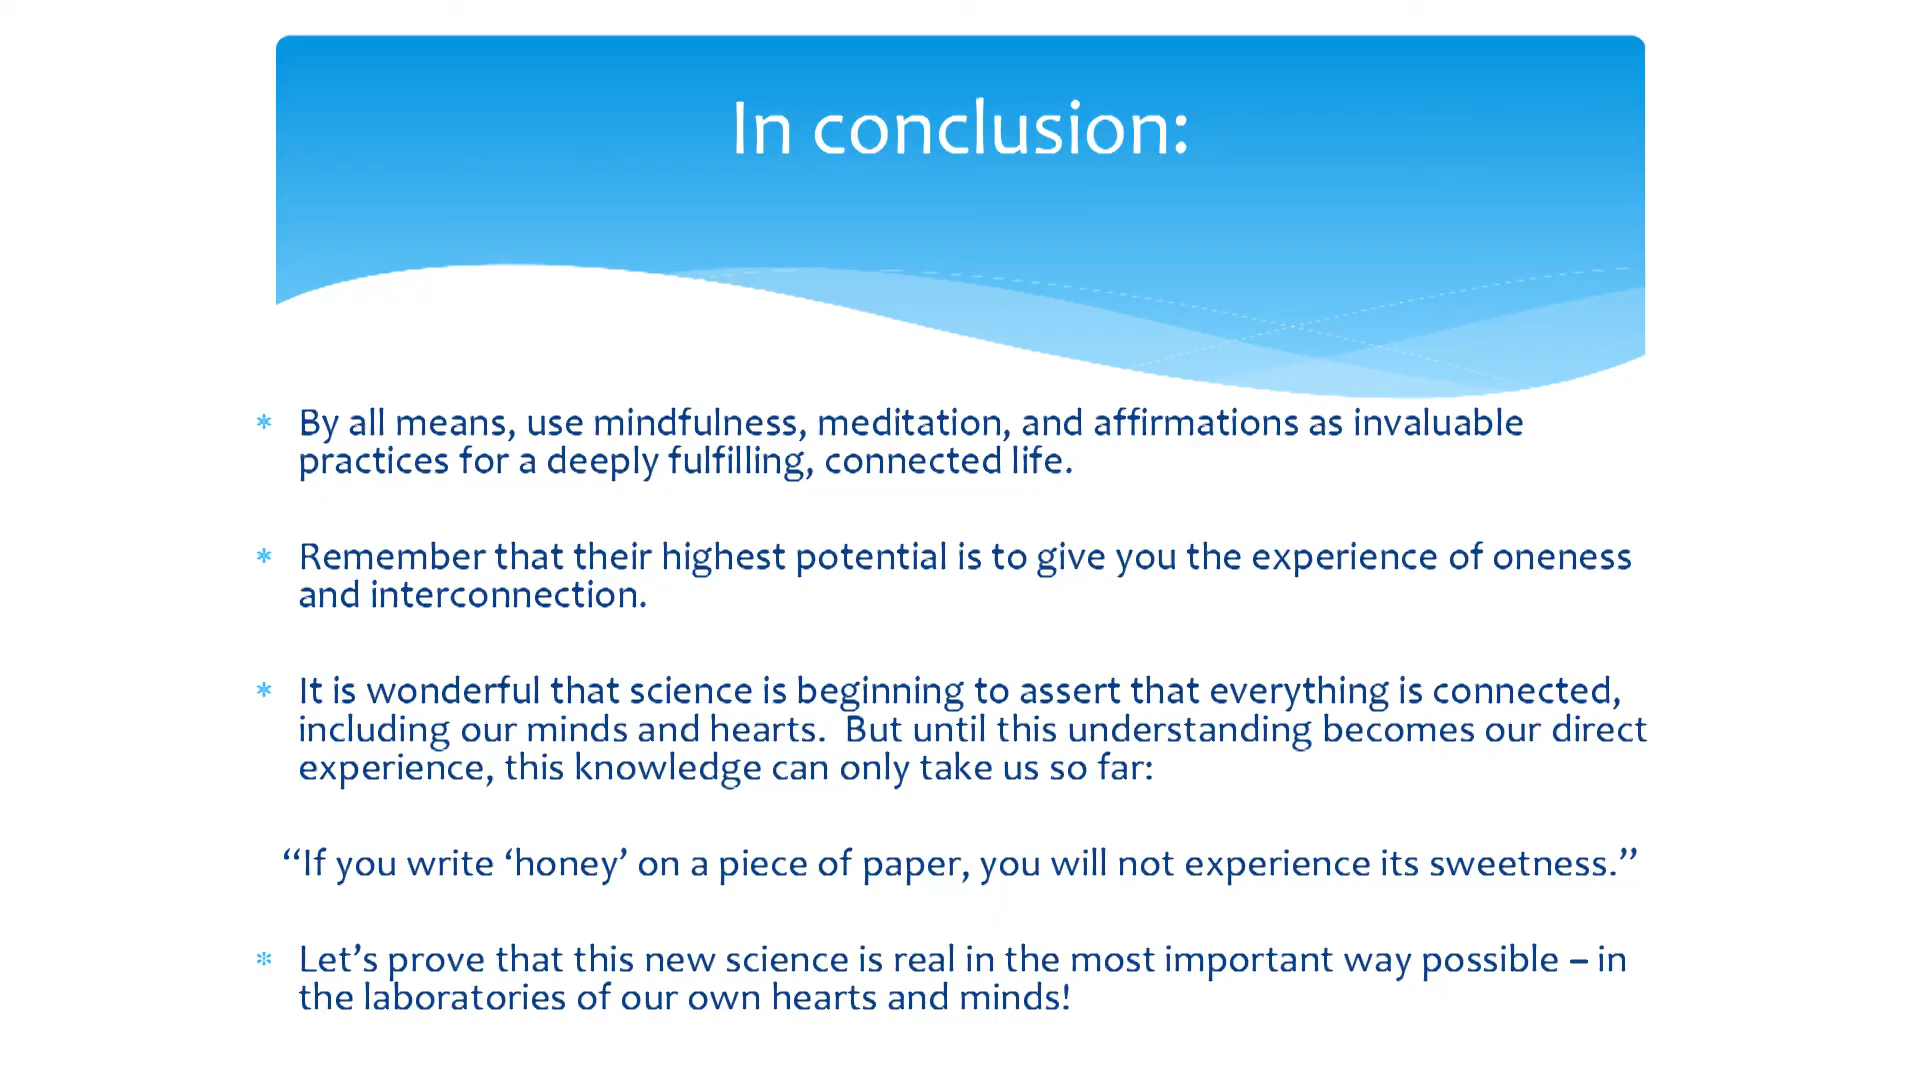 In conclusion:
* By all means, use mindfulness, meditation, and affirmations as invaluable
practices for a deeply fulfilling, connected life.
* Remember that their highest potential is to give you the experience of oneness
and interconnection.
* It is wonderful that science is beginning to assert that everything is connected,
including our minds and hearts.  But until this understanding becomes our direct
experience, this knowledge can only take us so far:
“If you write ‘honey’ on a piece of paper, you will not experience its sweetness.”
* Let’s prove that this new science is real in the most important way possible – in
the laboratories of our own hearts and minds!